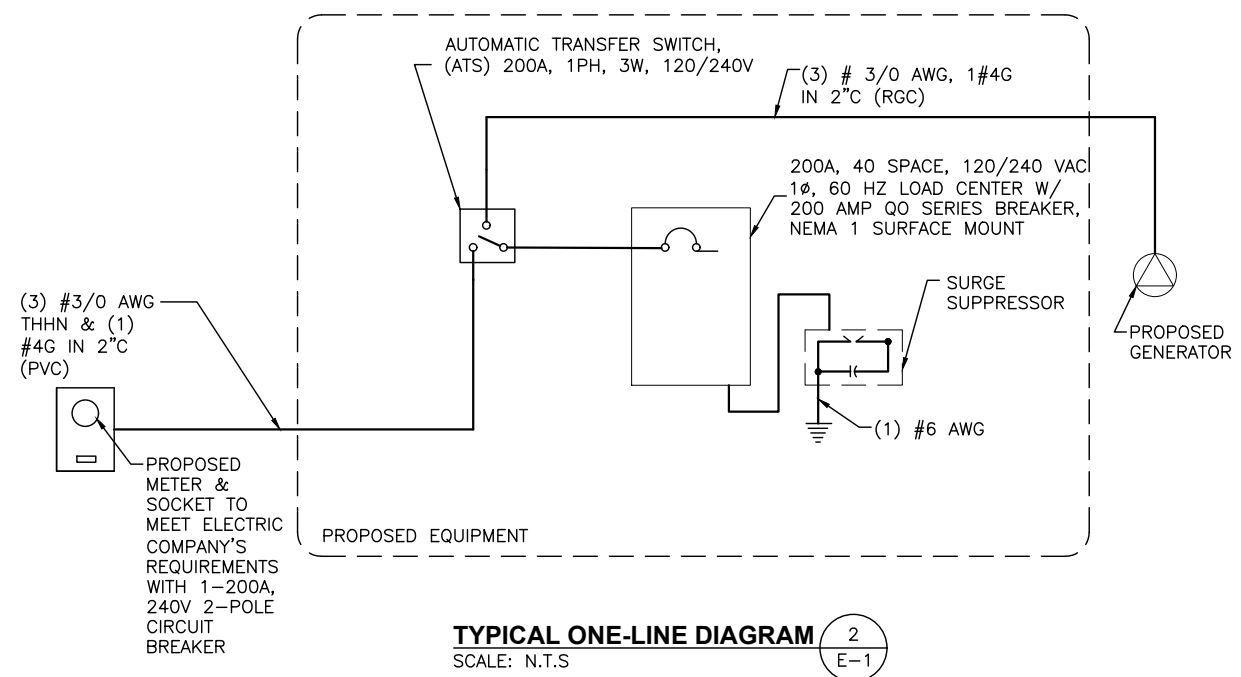 AUTOMATIC TRANSFER SWITCH,
(ATS) 200A, 1PH, 3W, 120/240V
(3) # 3/0 AWG, 1#4G
IN 2"C (RGC)
200A, 40 SPACE, 120/240 VAC
1ø, 60 HZ LOAD CENTER W/
200 AMP QO SERIES BREAKER,
NEMA 1 SURFACE MOUNT
SURGE
SUPPRESSOR
(1) #6 AWG
PROPOSED
GENERATOR
(3) #3/0 AWG
THHN & (1)
#4G IN 2"C
(PVC)
PROPOSED
METER &
SOCKET TO
MEET ELECTRIC
COMPANY'S
REQUIREMENTS
WITH 1-200A,
240V 2-POLE
CIRCUIT
BREAKER
PROPOSED EQUIPMENT
TYPICAL ONE-LINE DIAGRAM
SCALE: N.T.S
2
E-1